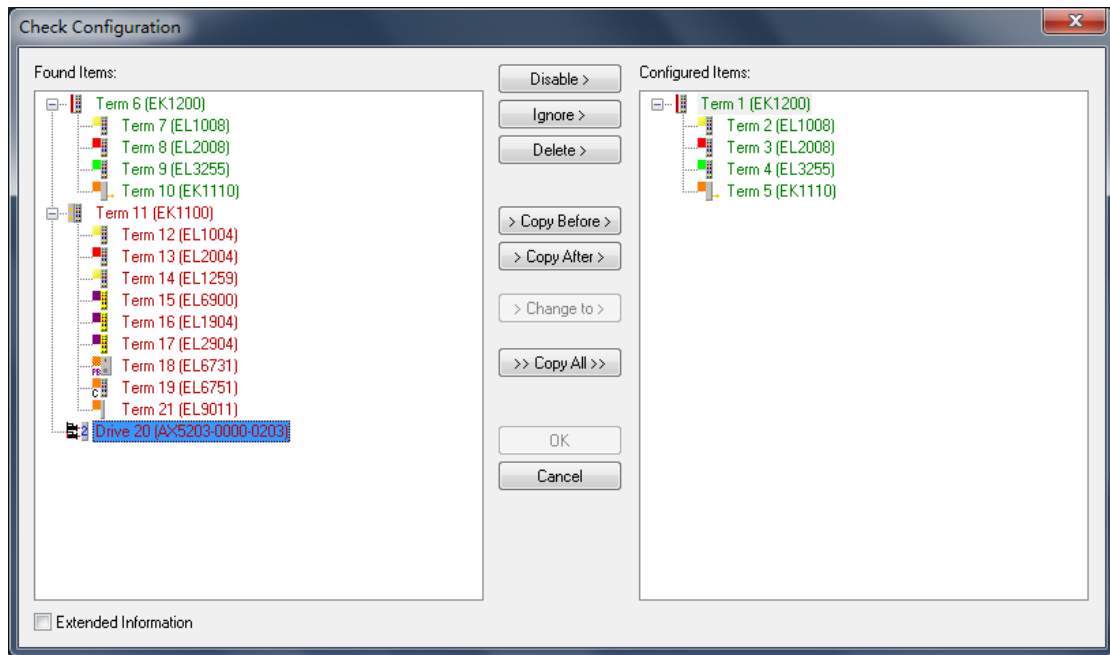 Check Configuration
Found Items:
Term 6 (EK1200)
Term 7 (EL1008)
Term 8 (EL2008)
Term 9 (EL3255)
Term 10 (EK1110)
Term 11 (EK1100)
Term 12 (EL1004)
Term 13 (EL2004)
Term 14 (EL1259)
Term 15 (EL6900)
Term 16 (EL1904)
Term 17 (EL2904)
Term 18 (EL6731)
Term 19 (EL6751)
Term 21 (EL9011)
Drive 20 (AX5203-0000-0203)
Extended Information
Disable >
Ignore >
Delete >
> Copy Before >
> Copy After >
> Change to >
>> Copy All >>
OK
Cancel
Configured Items:
Term 1 (EK1200)
Term 2 (EL1008)
Term 3 (EL2008)
Term 4 (EL3255)
Term 5 (EK1110)